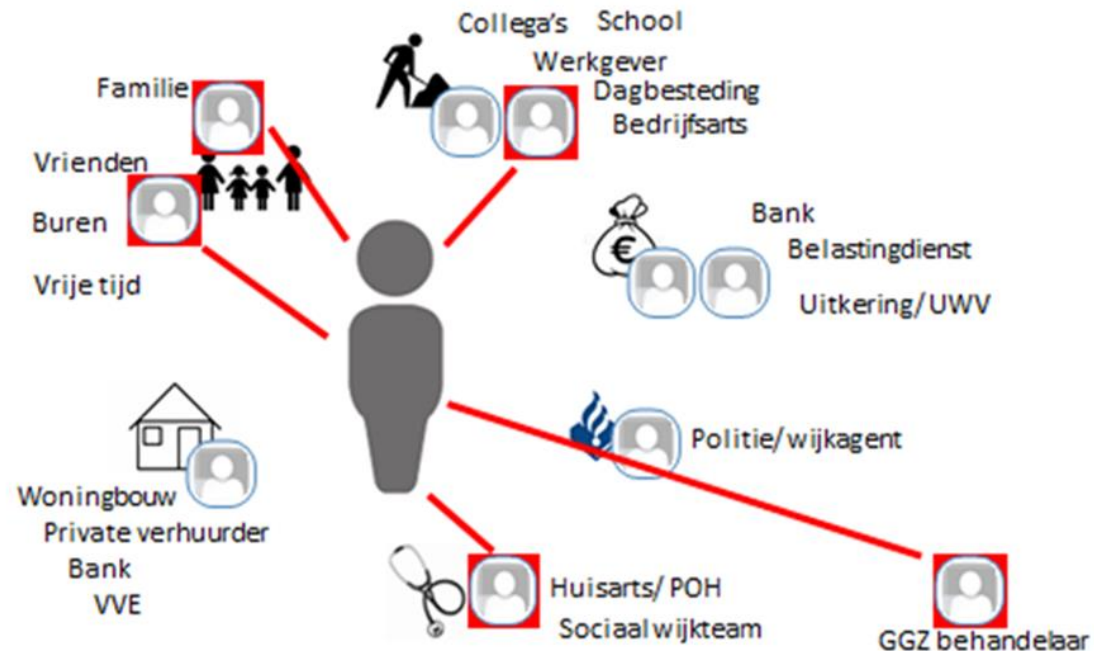 Collega's School
Werkgever
Dagbesteding
Bedrijfsarts
Familie
Vrienden
Buren
Vrije tijd
€
Bank
Belastingdienst
Uitkering/UWV
Politie/wijkagent
Woningbouw
Private verhuurder
Bank
VVE
Huisarts/ POH
Sociaal wijkteam
GGZ behandelaar